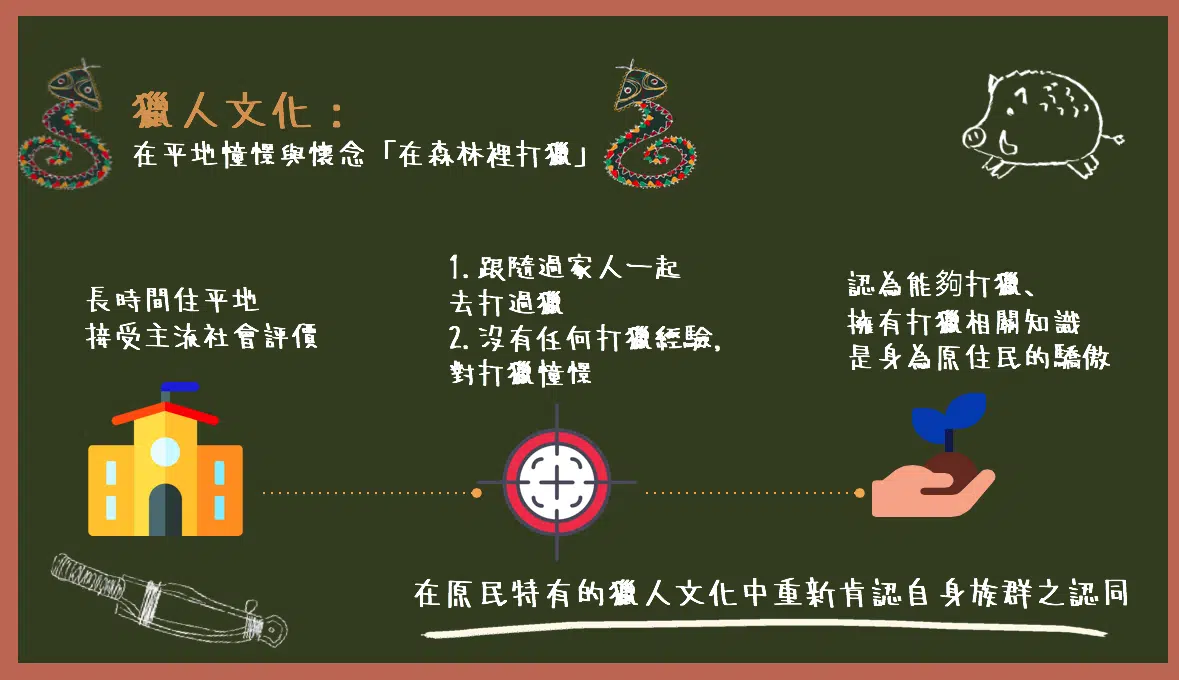 獵人文化：
在平地憧憬與懷念「在森林裡打獵」
長時間住平地
接受主流社會評價
1. 跟隨過家人一起
去打過獵
2. 沒有任何打獵經驗,
對打獵憧憬
認為能夠打獵、
擁有打獵相關知識
是身為原住民的驕傲
在原民特有的獵人文化中重新肯認自身族群之認同